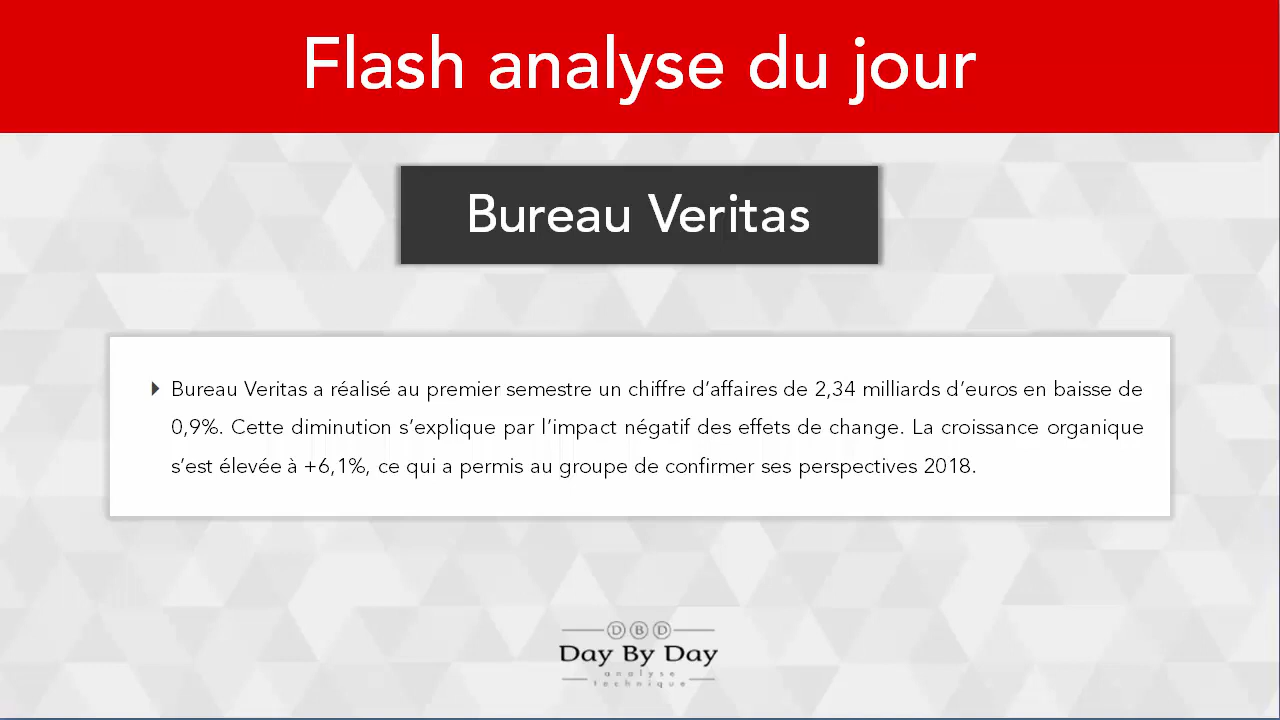 Flash analyse du jour
Bureau Veritas
Bureau Veritas a réalisé au premier semestre un chiffre d’affaires de 2,34 milliards d’euros en baisse de
0,9%. Cette diminution s’explique par l’impact négatif des effets de change. La croissance organique
s’est élevée à +6,1%, ce qui a permis au groupe de confirmer ses perspectives 2018.
DBD
Day By Day
analyse
technique